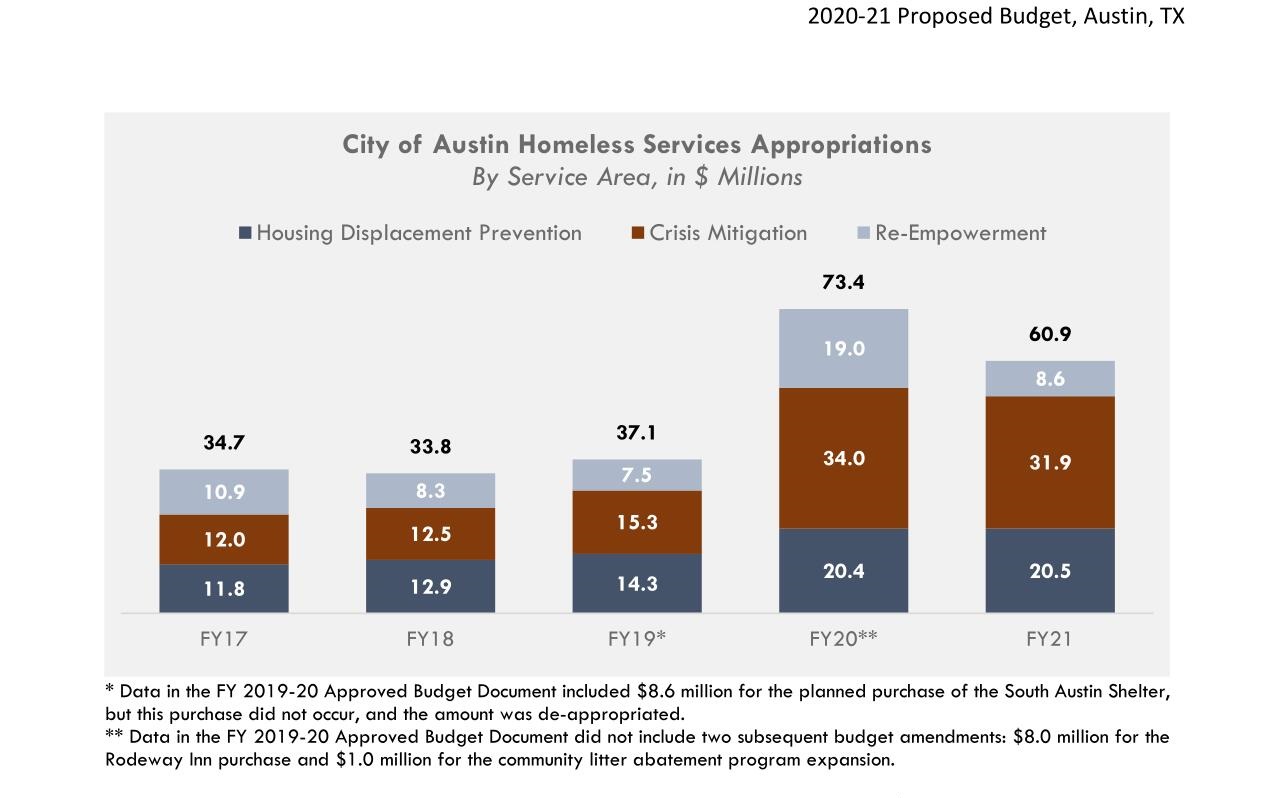 2020-21 Proposed Budget, Austin, TX
City of Austin Homeless Services Appropriations
By Service Area, in $ Millions
Housing Displacement Prevention Crisis Mitigation Re-Empowerment
73.4
60.9
19.0
8.6
37.1
34.7
33.8
34.0
31.9
7.5
10.9
8.3
15.3
12.0
12.5
20.4
20.5
14.3
11.8
12.9
FY17 FY18 FY19* FY20** FY21
* Data in the FY 2019-20 Approved Budget Document included $8.6 million for the planned purchase of the South Austin Shelter,
but this purchase did not occur, and the amount was de-appropriated.
** Data in the FY 2019-20 Approved Budget Document did not include two subsequent budget amendments: $8.0 million for the
Rodeway Inn purchase and $1.0 million for the community litter abatement program expansion.